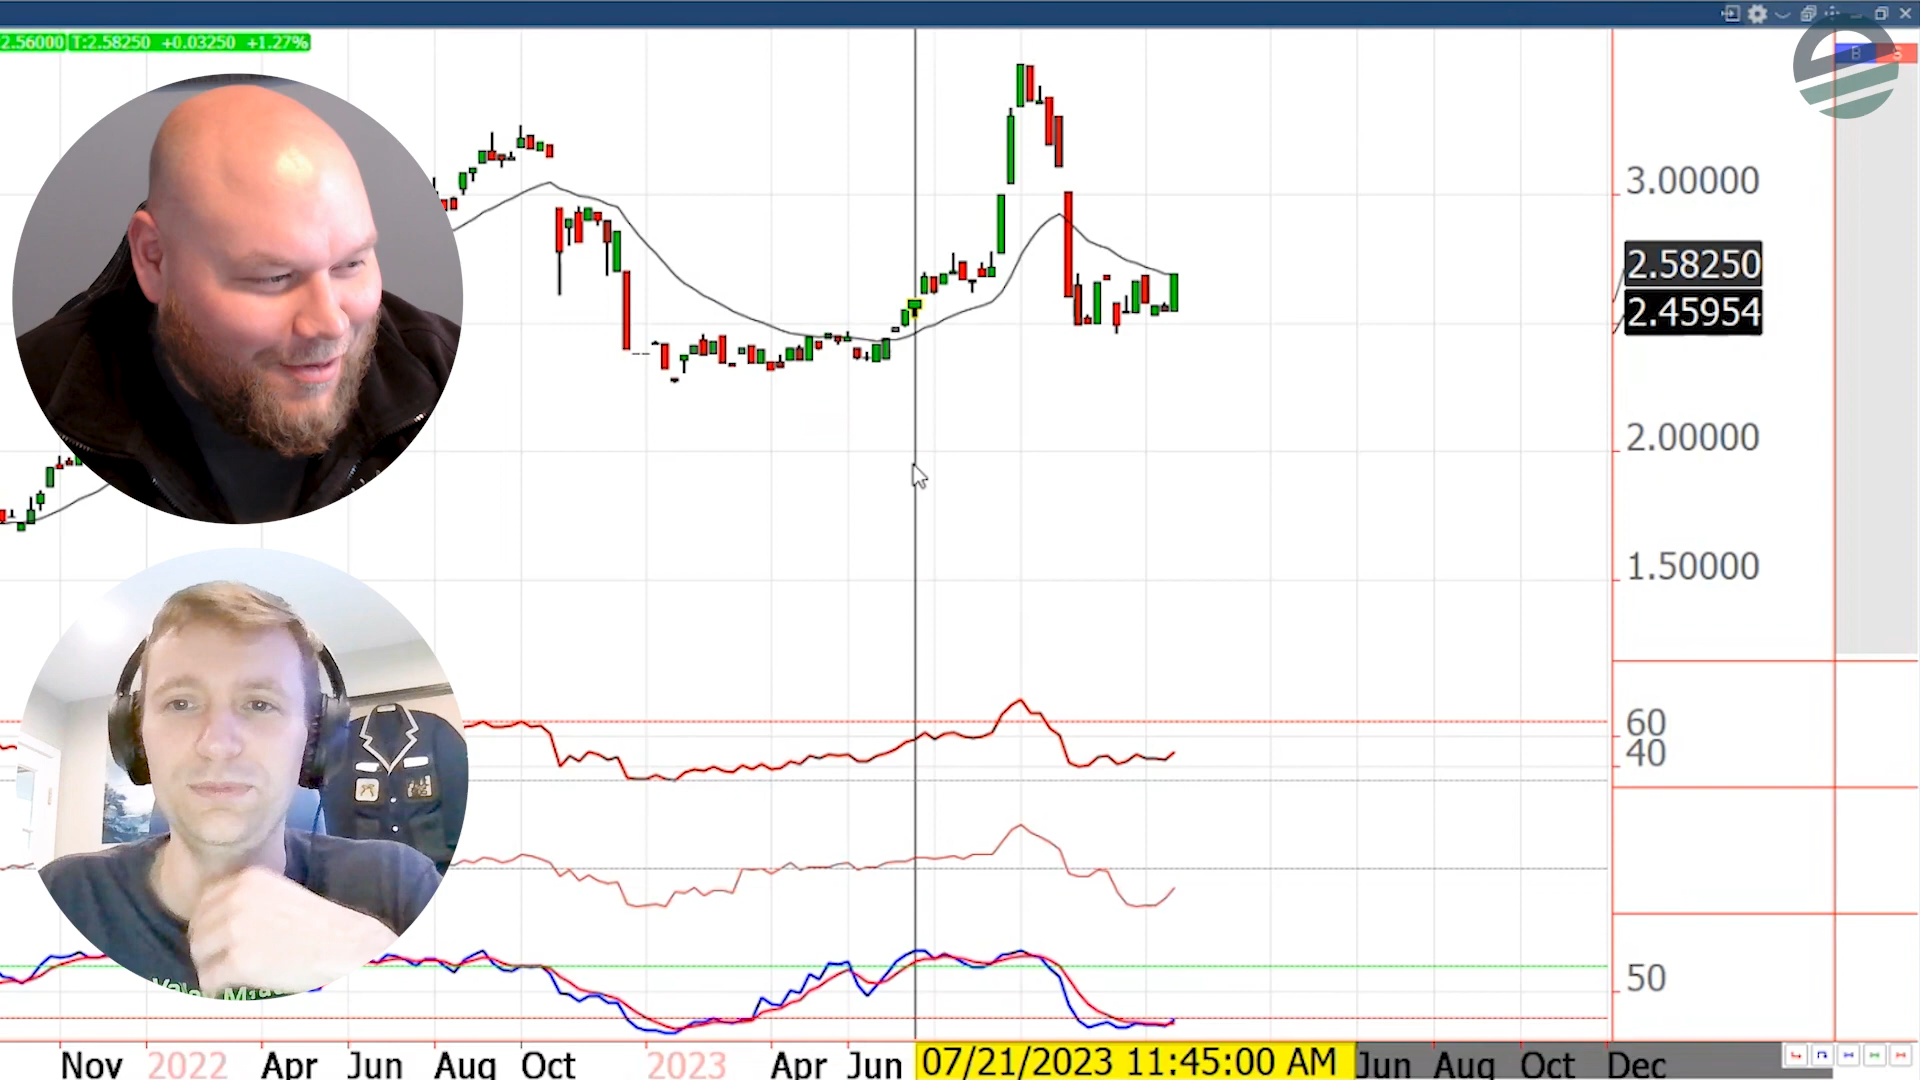 2.56000 T:2.58250 +0.03250 +1.27%
B S
3.00000
2.58250
2.45954
2.00000
1.50000
60
40
50
Nov 2022 Apr Jun Aug Oct 2023 Apr Jun 07/21/2023 11:45:00 AM Jun Aug Oct Dec